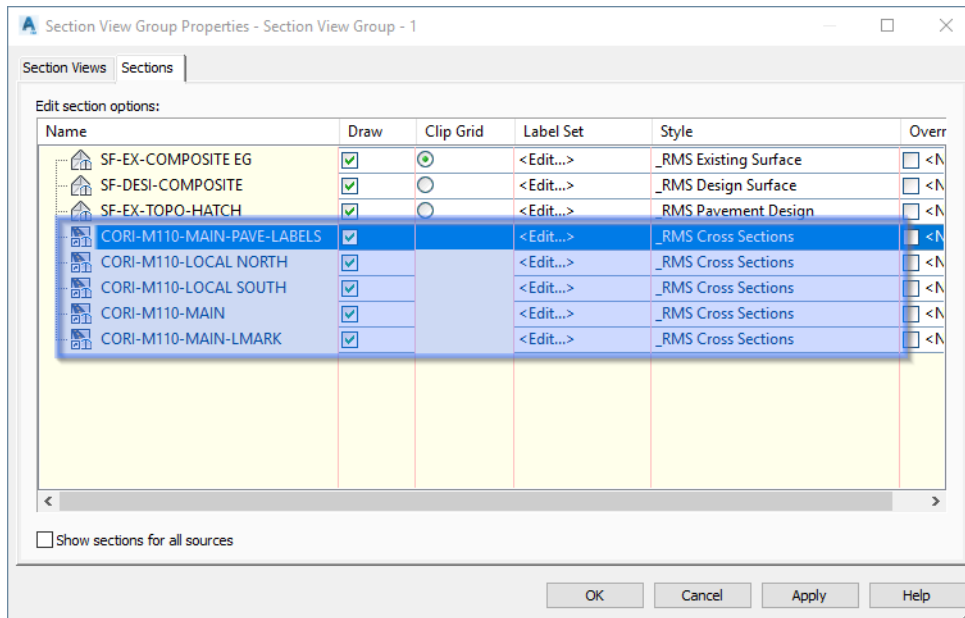 Section View Group Properties - Section View Group - 1
Section Views Sections
Edit section options:
Name Draw Clip Grid Label Set Style Overr
SF-EX-COMPOSITE EG <Edit...> _RMS Existing Surface <N
SF-DESI-COMPOSITE <Edit...> _RMS Design Surface <N
SF-EX-TOPO-HATCH <Edit...> _RMS Pavement Design <N
CORI-M110-MAIN-PAVE-LABELS <Edit...> _RMS Cross Sections <N
CORI-M110-LOCAL NORTH <Edit...> _RMS Cross Sections <N
CORI-M110-LOCAL SOUTH <Edit...> _RMS Cross Sections <N
CORI-M110-MAIN <Edit...> _RMS Cross Sections <N
CORI-M110-MAIN-LMARK <Edit...> _RMS Cross Sections <N
Show sections for all sources
OK Cancel Apply Help